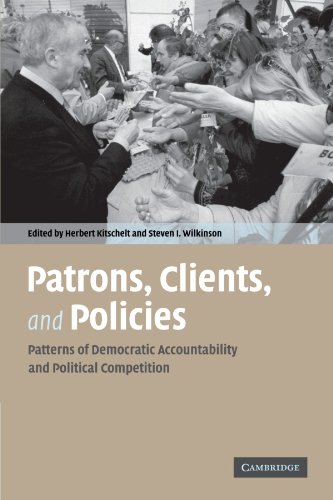 Edited by Herbert Kitschelt and Steven I. Wilkinson
Patrons, Clients,
and Policies
Patterns of Democratic Accountability
and Political Competition
CAMBRIDGE